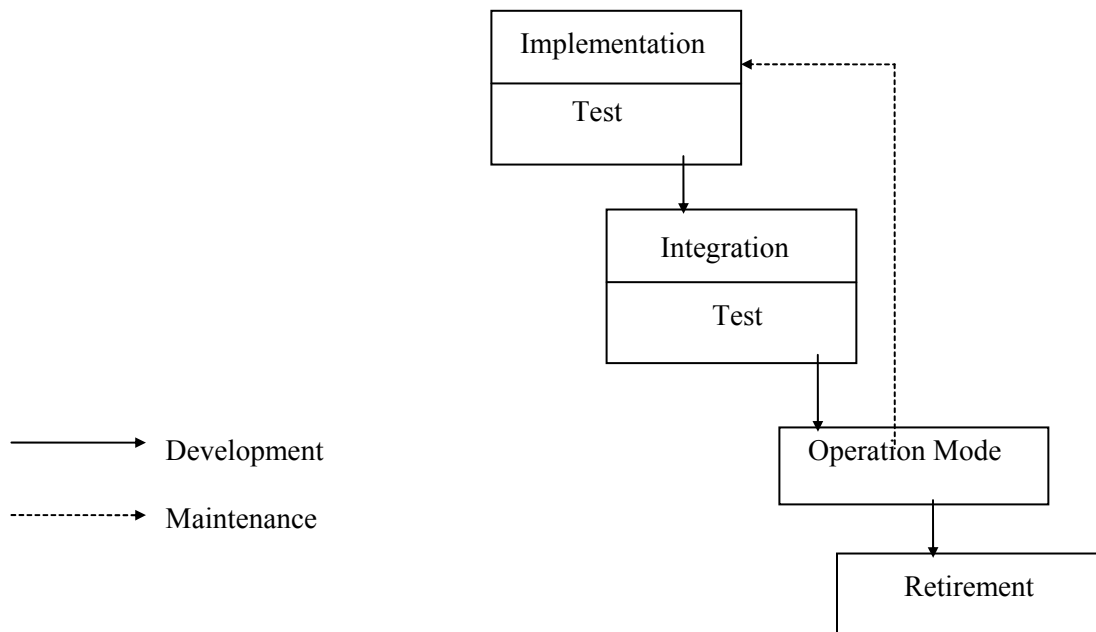 Implementation
Test
Integration
Test
Development
Operation Mode
Maintenance
Retirement